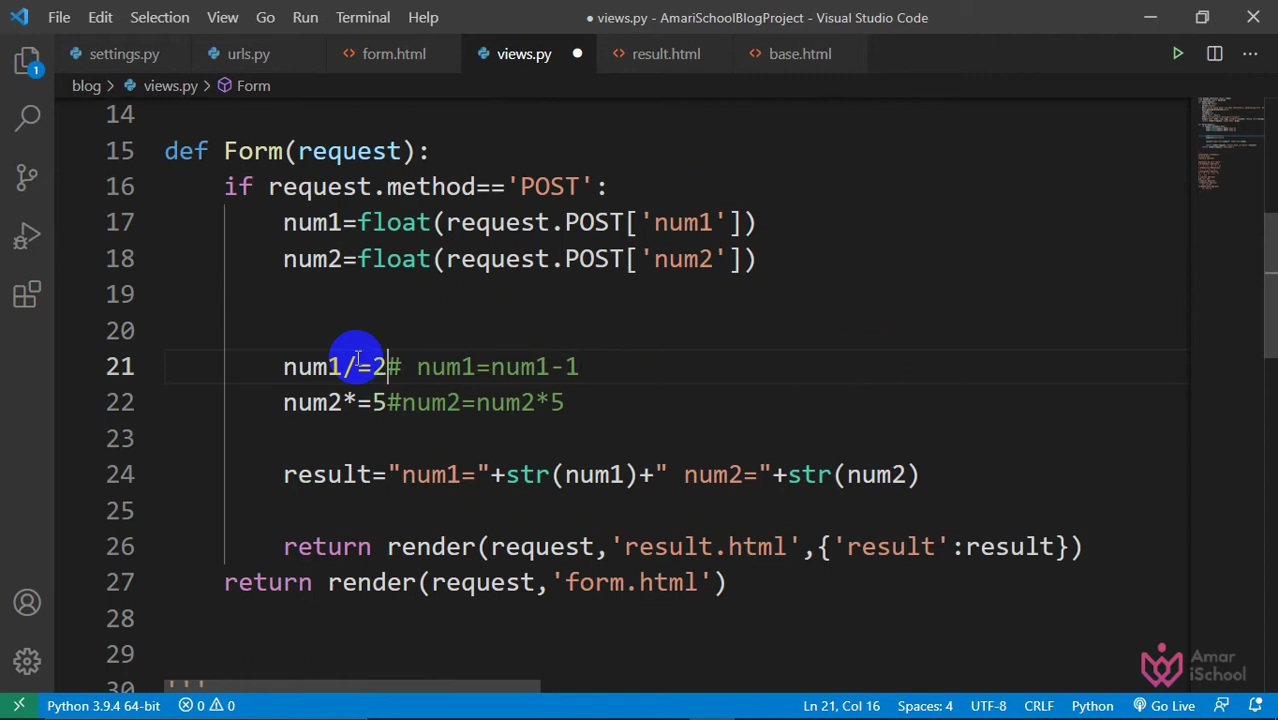 File Edit Selection View Go Run Terminal Help ● views.py - AmariSchoolBlogProject - Visual Studio Code
settings.py urls.py form.html views.py result.html base.html
blog > views.py > Form
14
15 def Form(request):
16 if request.method=='POST':
17 num1=float(request.POST['num1'])
18 num2=float(request.POST['num2'])
19
20
21 num1/=2# num1=num1-1
22 num2*=5#num2=num2*5
23
24 result="num1="+str(num1)+" num2="+str(num2)
25
26 return render(request,'result.html',{'result':result})
27 return render(request,'form.html')
28
29
30 '''
Amar
iSchool
1
Python 3.9.4 64-bit 0 0 Ln 21, Col 16 Spaces: 4 UTF-8 CRLF Python Go Live